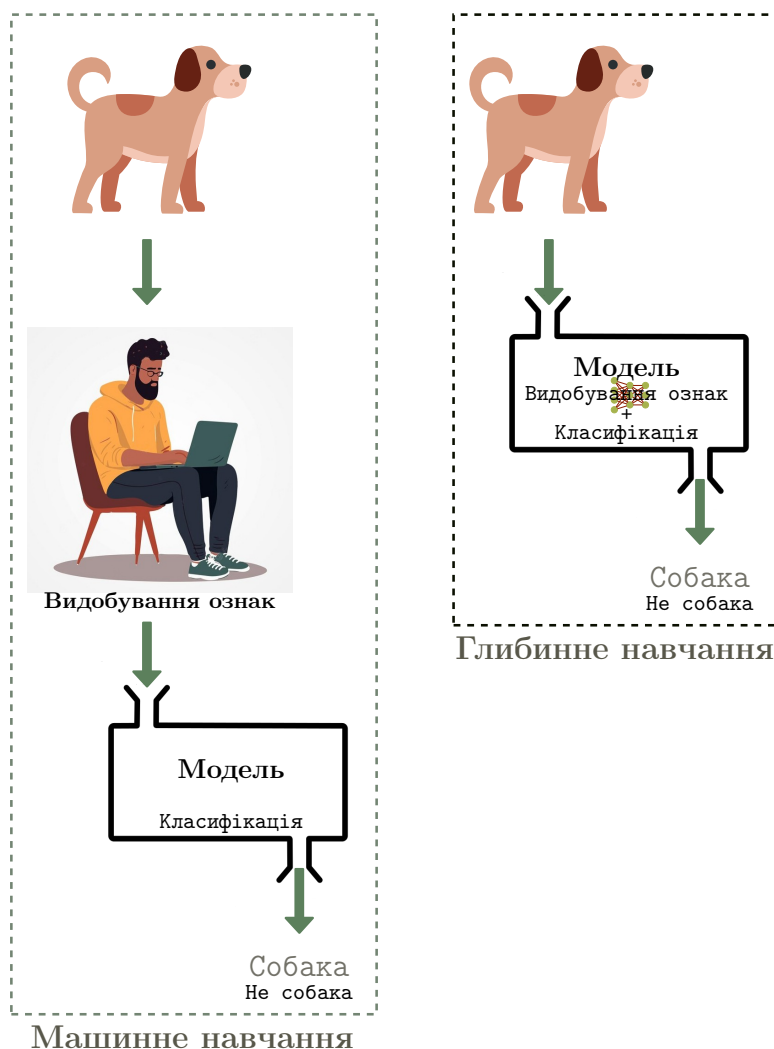 Видобування ознак
Модель
Класифікація
Собака
Не собака
Машинне навчання
Модель
Видобування ознак
+
Класифікація
Собака
Не собака
Глибинне навчання